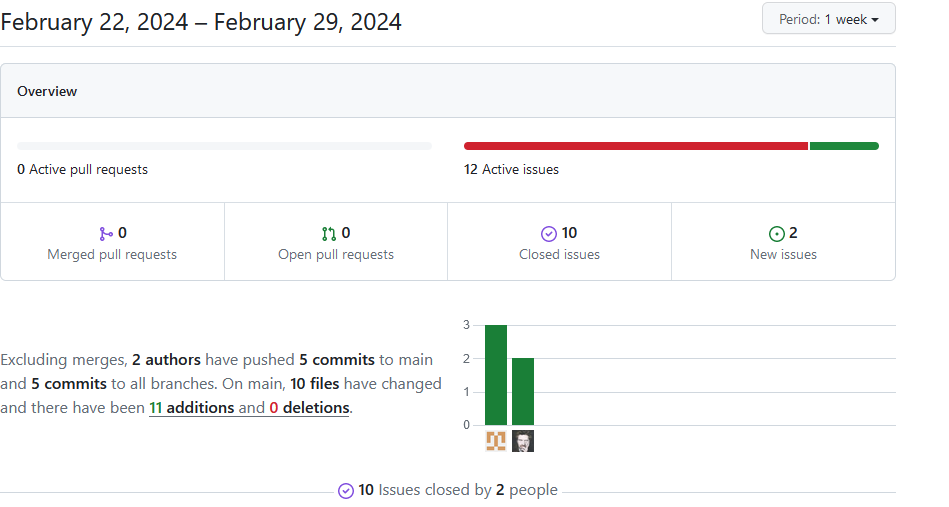 February 22, 2024 – February 29, 2024
Period: 1 week
Overview
0 Active pull requests
12 Active issues
0
Merged pull requests
0
Open pull requests
10
Closed issues
2
New issues
Excluding merges, 2 authors have pushed 5 commits to main
and 5 commits to all branches. On main, 10 files have changed
and there have been 11 additions and 0 deletions.
3
2
1
0
10 Issues closed by 2 people